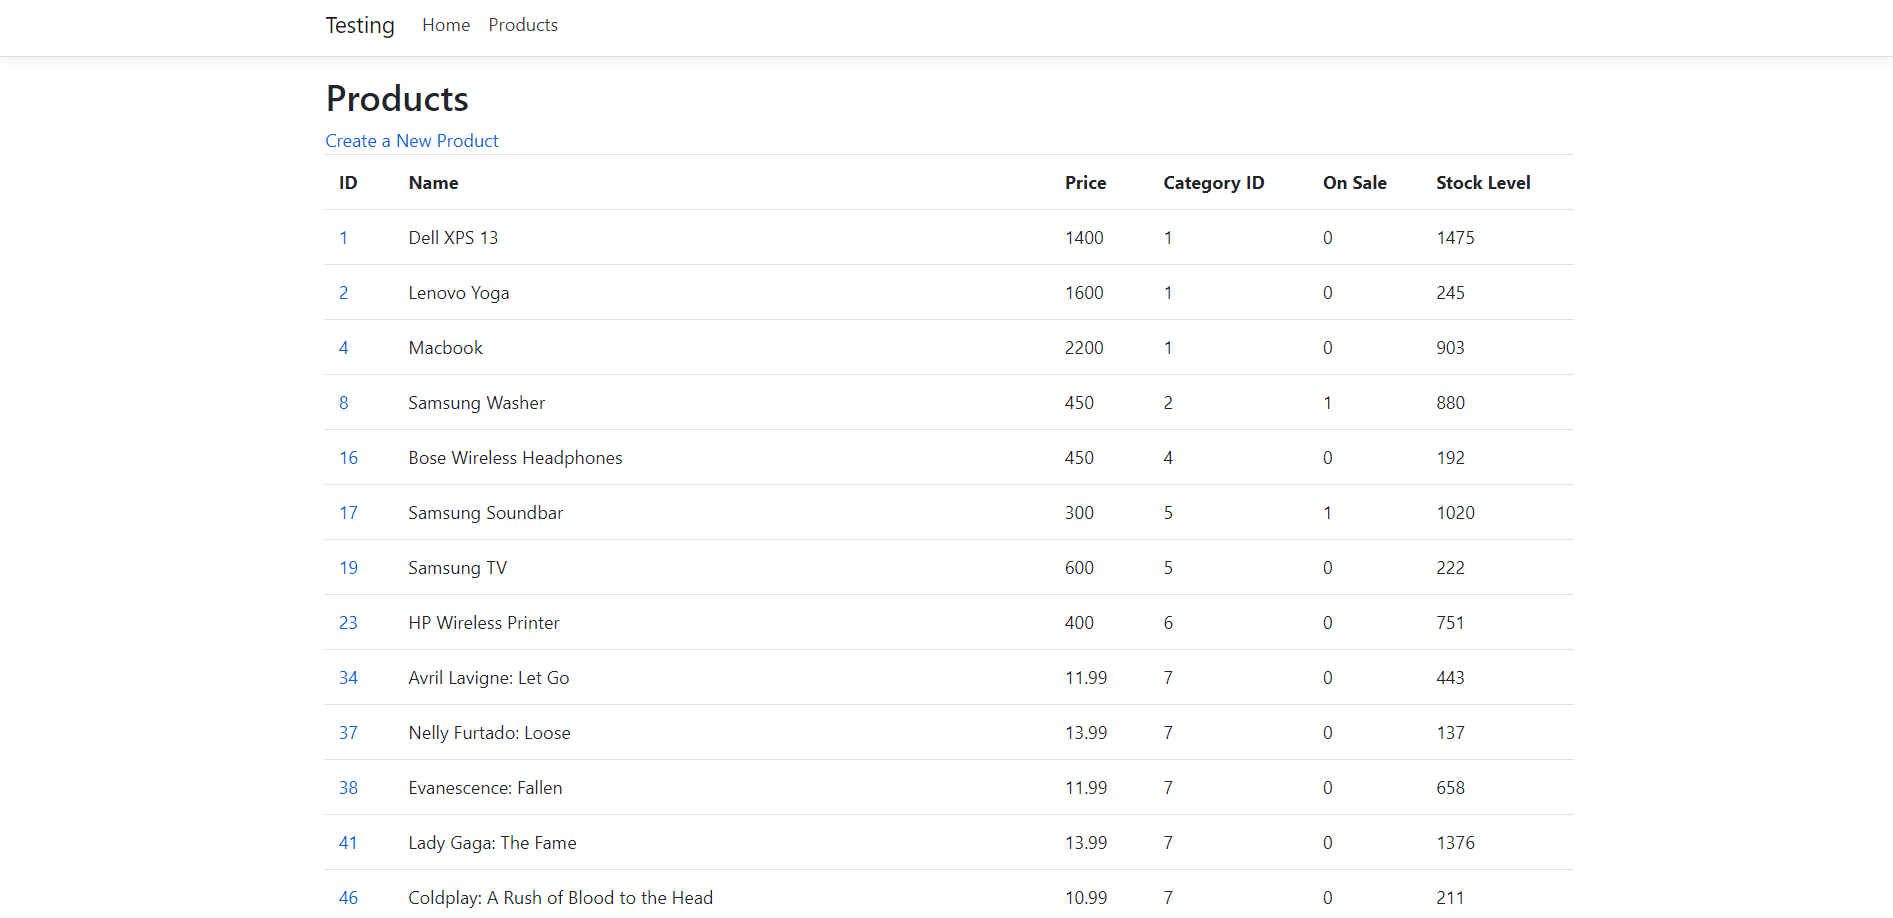 Testing Home Products
Products
Create a New Product
ID Name Price Category ID On Sale Stock Level
1 Dell XPS 13 1400 1 0 1475
2 Lenovo Yoga 1600 1 0 245
4 Macbook 2200 1 0 903
8 Samsung Washer 450 2 1 880
16 Bose Wireless Headphones 450 4 0 192
17 Samsung Soundbar 300 5 1 1020
19 Samsung TV 600 5 0 222
23 HP Wireless Printer 400 6 0 751
34 Avril Lavigne: Let Go 11.99 7 0 443
37 Nelly Furtado: Loose 13.99 7 0 137
38 Evanescence: Fallen 11.99 7 0 658
41 Lady Gaga: The Fame 13.99 7 0 1376
46 Coldplay: A Rush of Blood to the Head 10.99 7 0 211